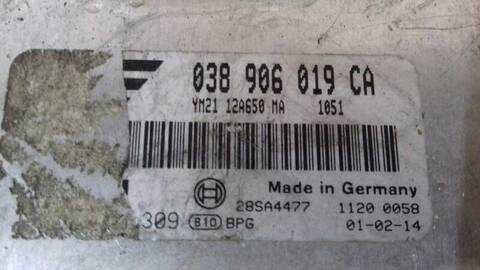 038 906 019 CA
YM21 12A650 MA 1051
Made in Germany
28SA4477 1120 0058
309 B10 BPG 01-02-14